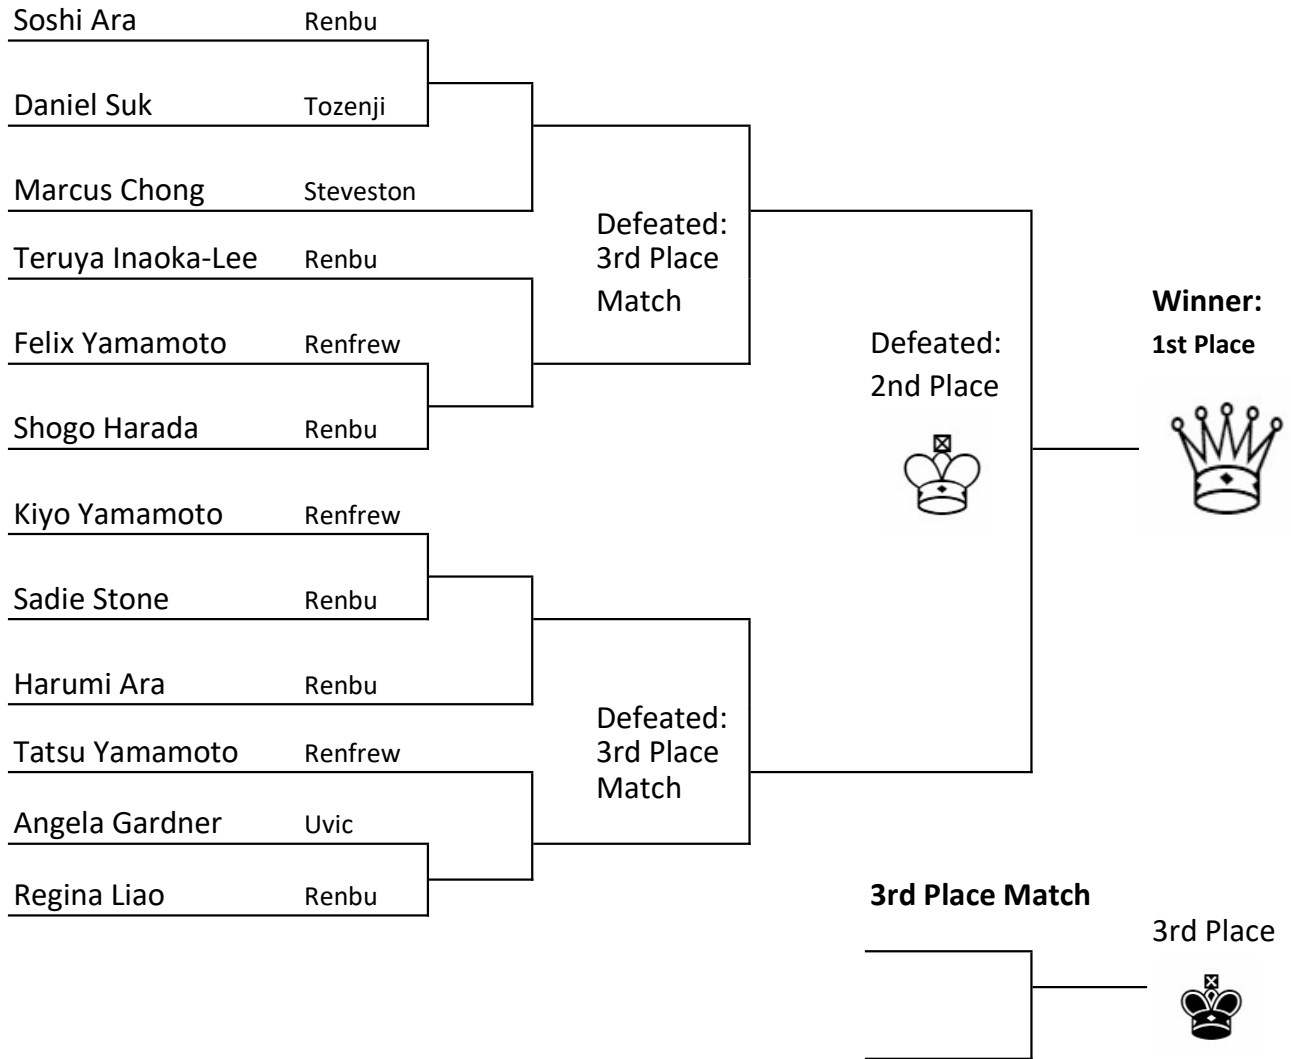 Soshi Ara Renbu
Daniel Suk Tozenji
Marcus Chong Steveston
Defeated:
Teruya Inaoka-Lee Renbu 3rd Place
Match Winner:
Felix Yamamoto Renfrew Defeated: 1st Place
2nd Place
Shogo Harada Renbu
Kiyo Yamamoto Renfrew
Sadie Stone Renbu
Harumi Ara Renbu
Defeated:
Tatsu Yamamoto Renfrew 3rd Place
Match
Angela Gardner Uvic
Regina Liao Renbu 3rd Place Match
3rd Place